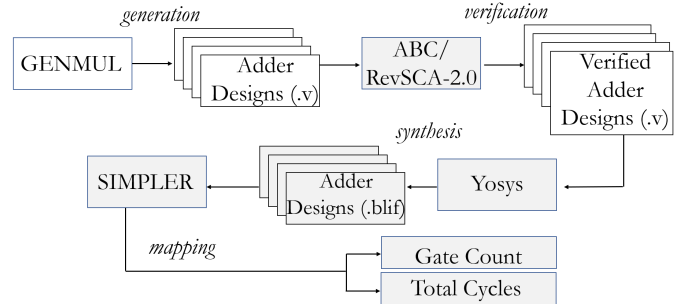 generation
verification
GENMUL
Adder
Designs (.v)
ABC/
RevSCA-2.0
Verified
Adder
Designs (.v)
synthesis
SIMPLER
Adder
Designs (.blif)
Yosys
mapping
Gate Count
Total Cycles